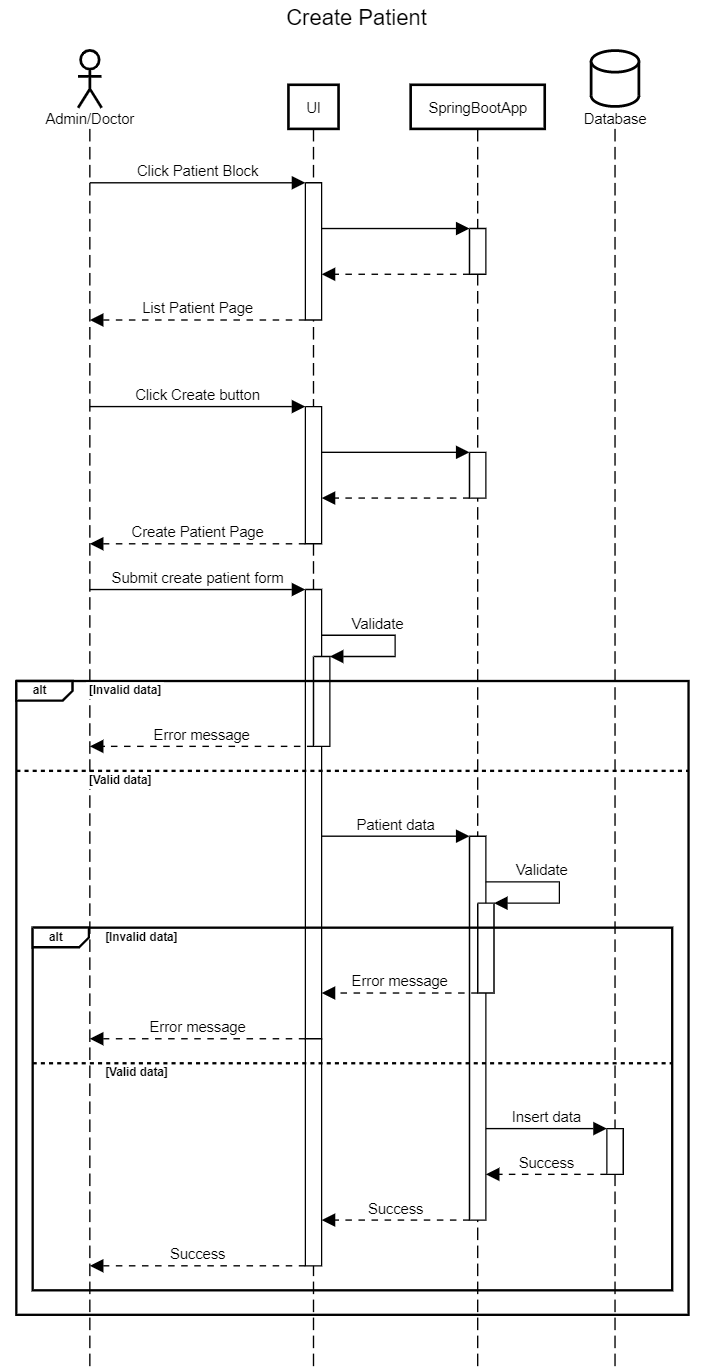 Create Patient
Admin/Doctor
UI
SpringBootApp
Database
Click Patient Block
List Patient Page
Click Create button
Create Patient Page
Submit create patient form
Validate
alt
[Invalid data]
Error message
[Valid data]
Patient data
Validate
alt
[Invalid data]
Error message
Error message
[Valid data]
Insert data
Success
Success
Success